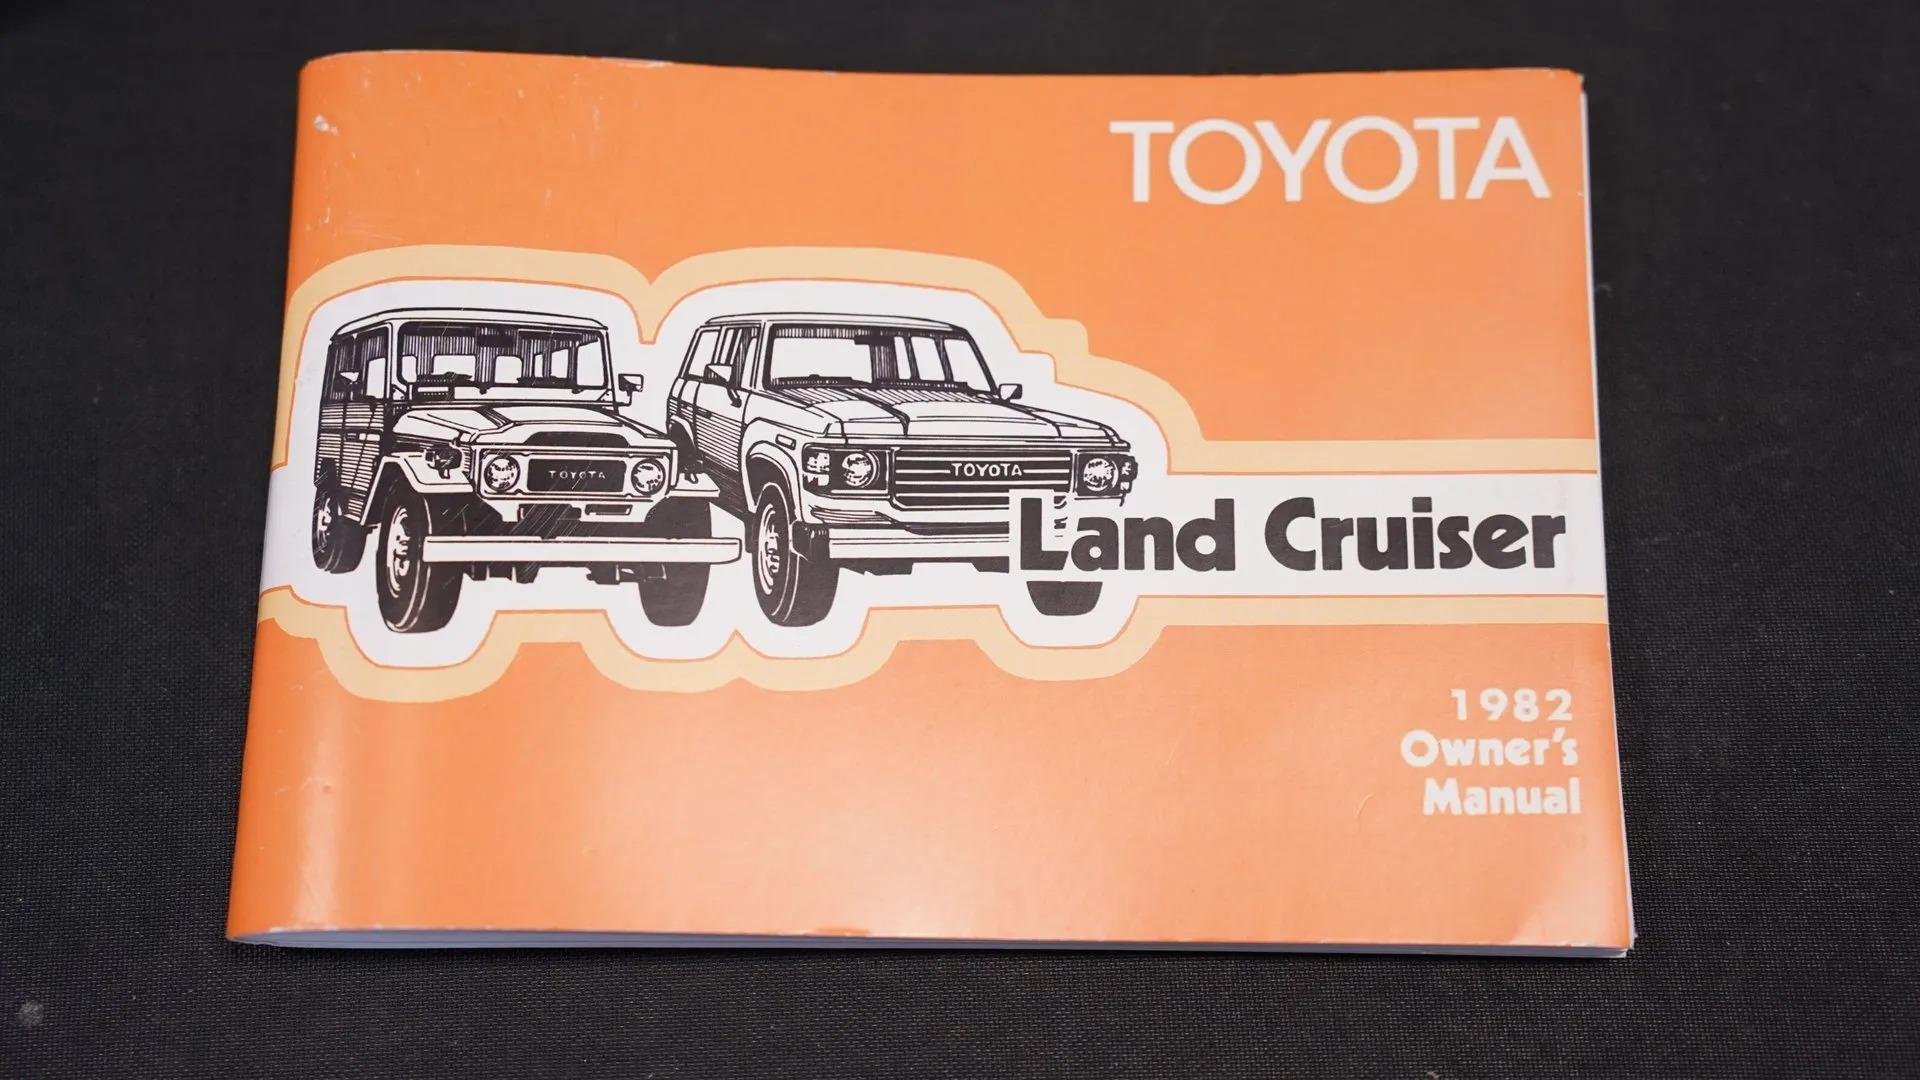 TOYOTA
TOYOTA
TOYOTA
Land Cruiser
1982
Owner's
Manual